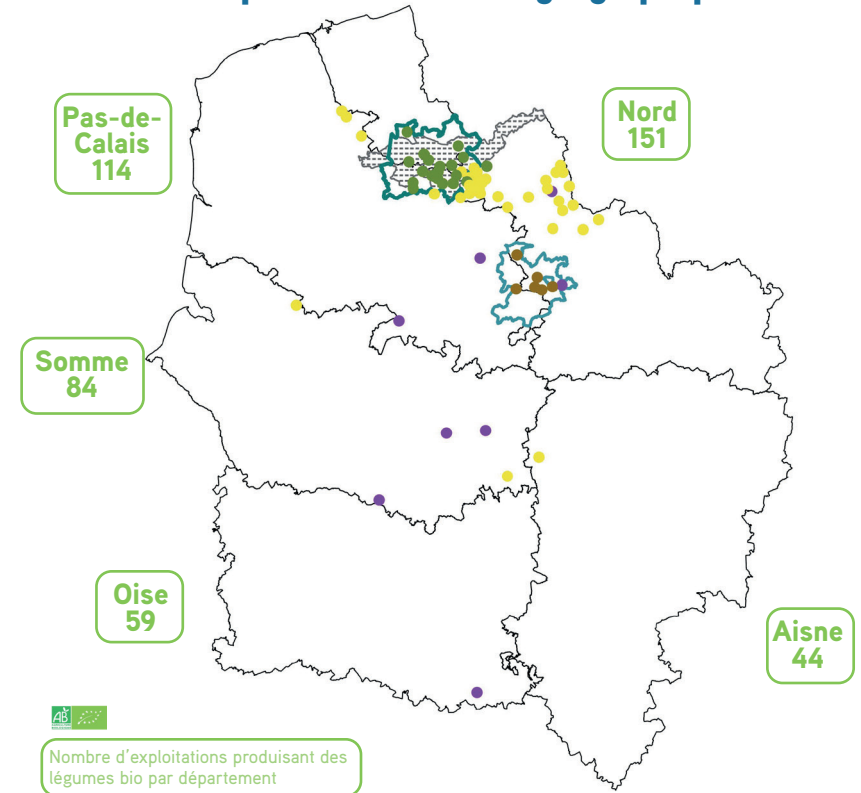 Pas-de-
Calais
114
Nord
151
Somme
84
Oise
59
Aisne
44
AB
Nombre d'exploitations produisant des
légumes bio par département